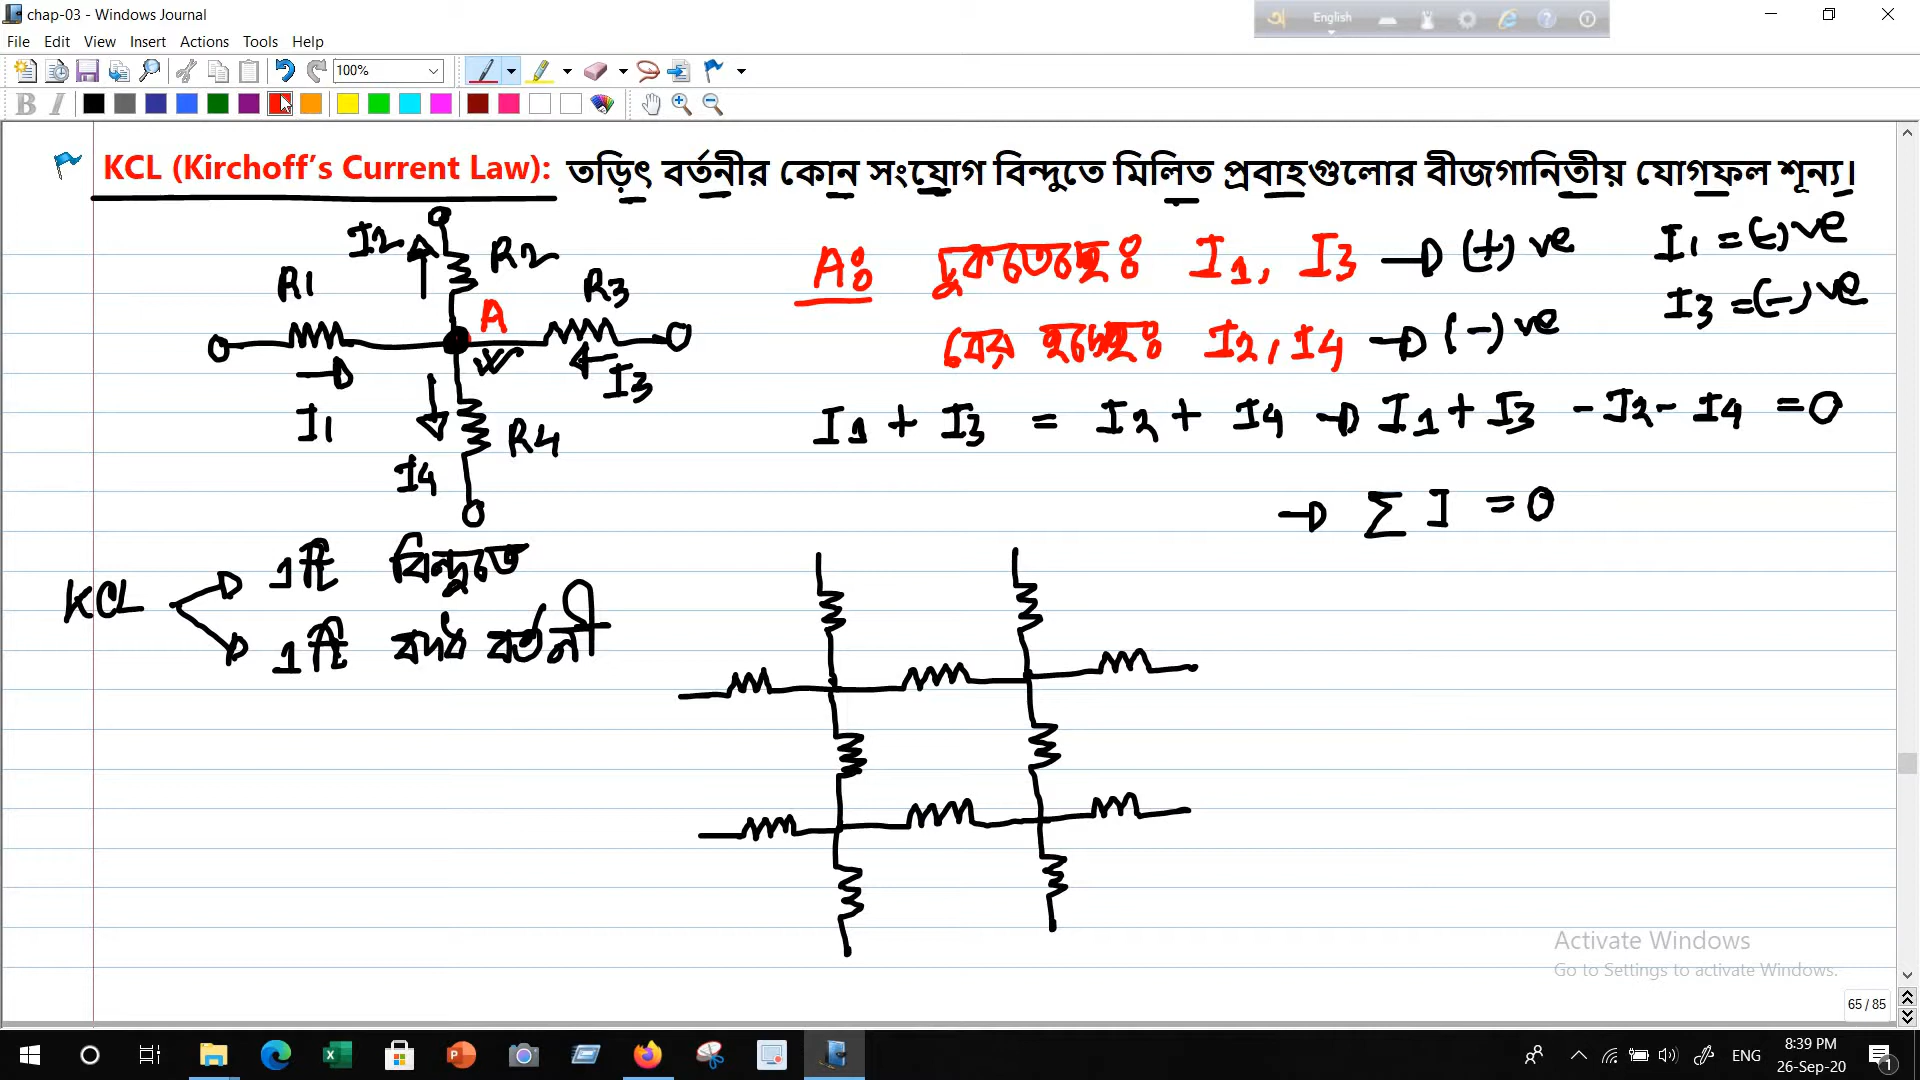 chap-03 - Windows Journal
English
File Edit View Insert Actions Tools Help
100%
B I
KCL (Kirchoff's Current Law): তড়িৎ বর্তনীর কোন সংযোগ বিন্দুতে মিলিত প্রবাহগুলোর বীজগানিতীয় যোগফল শূন্য।
I2 R2
R1 A R3
I1 I3
I4 R4
A: ঢুকতেছেঃ I1, I3 → (+) ve
বের হচ্ছেঃ I2, I4 → (-) ve
I1 = (-) ve
I3 = (-) ve
I1 + I3 = I2 + I4 → I1 + I3 - I2 - I4 = 0
→ Σ I = 0
KCL
1টি বিন্দুতে
1টি বদ্ধ বর্তনী
Activate Windows
Go to Settings to activate Windows.
65 / 85
ENG
8:39 PM
26-Sep-20
1